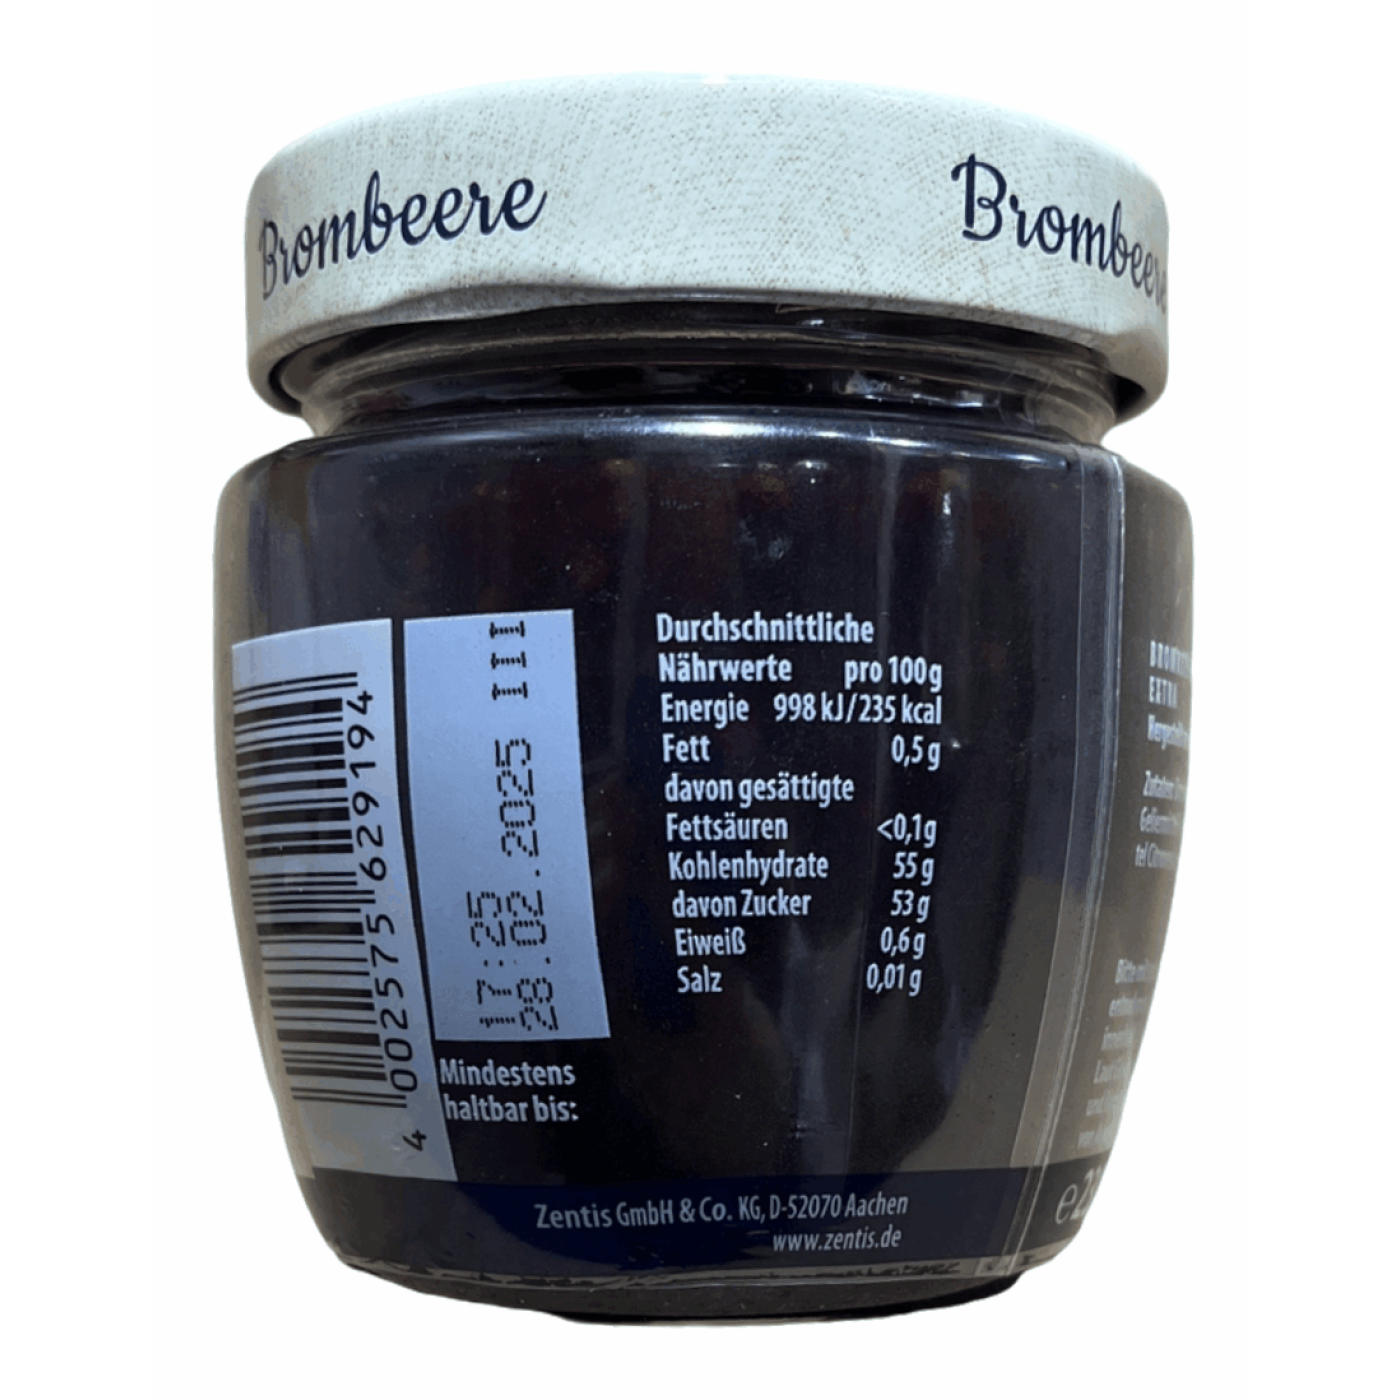 Brombeere
Brombeere
Durchschnittliche
Nährwerte pro 100g
Energie 998 kJ/235 kcal
Fett 0,5 g
davon gesättigte
Fettsäuren <0,1g
Kohlenhydrate 55 g
davon Zucker 53 g
Eiweiß 0,6 g
Salz 0,01 g
4 002575 629194
17:25
28.02.2025 III
Mindestens
haltbar bis:
Zentis GmbH & Co. KG, D-52070 Aachen
www.zentis.de
EXTRA